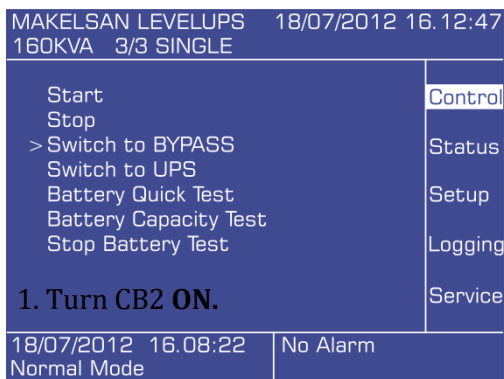 MAKELSAN LEVELUPS 18/07/2012 16.12:47
160KVA 3/3 SINGLE
Start
Stop
>Switch to BYPASS
Switch to UPS
Battery Quick Test
Battery Capacity Test
Stop Battery Test
Control
Status
Setup
Logging
Service
1. Turn CB2 ON.
18/07/2012 16.08:22 No Alarm
Normal Mode